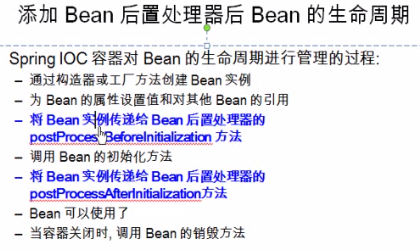 添加 Bean 后置处理器后 Bean 的生命周期
Spring IOC 容器对 Bean 的生命周期进行管理的过程:
– 通过构造器或工厂方法创建 Bean 实例
– 为 Bean 的属性设置值和对其他 Bean 的引用
– 将 Bean 实例传递给 Bean 后置处理器的
postProcessBeforeInitialization 方法
– 调用 Bean 的初始化方法
– 将 Bean 实例传递给 Bean 后置处理器的
postProcessAfterInitialization方法
– Bean 可以使用了
– 当容器关闭时, 调用 Bean 的销毁方法